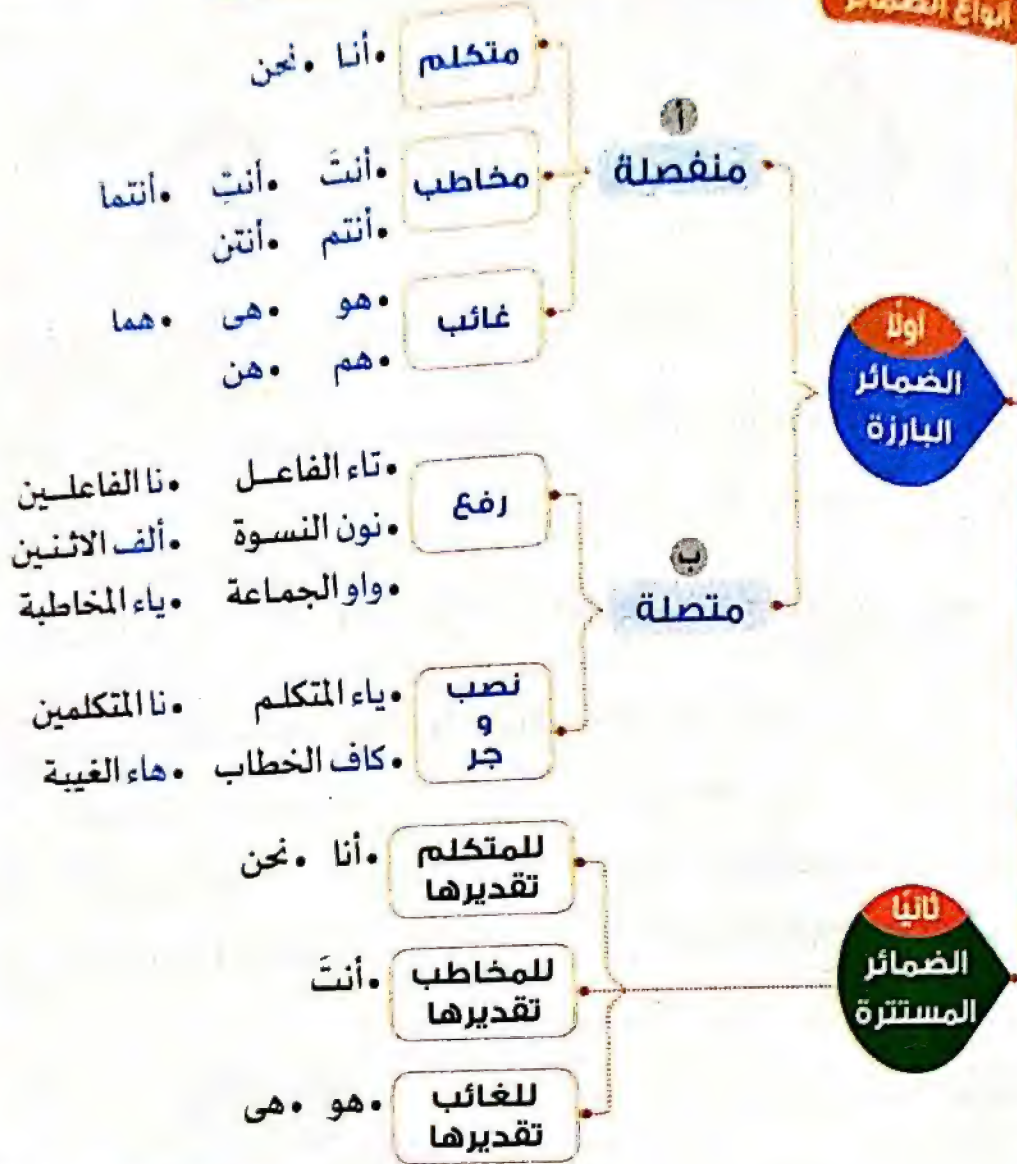 أنواع الضمائر
أولًا
الضمائر
البارزة
أ
منفصلة
متكلم
•أنا •نحن
مخاطب
•أنتَ •أنتِ •أنتما
•أنتم •أنتن
غائب
•هو •هى •هما
•هم •هن
ب
متصلة
رفع
•تاء الفاعل •نا الفاعلين
•نون النسوة •ألف الاثنين
•واو الجماعة •ياء المخاطبة
نصب
و
جر
•ياء المتكلم •نا المتكلمين
•كاف الخطاب •هاء الغيبة
ثانيًا
الضمائر
المستترة
للمتكلم
تقديرها
•أنا •نحن
للمخاطب
تقديرها
•أنتَ
للغائب
تقديرها
•هو •هى